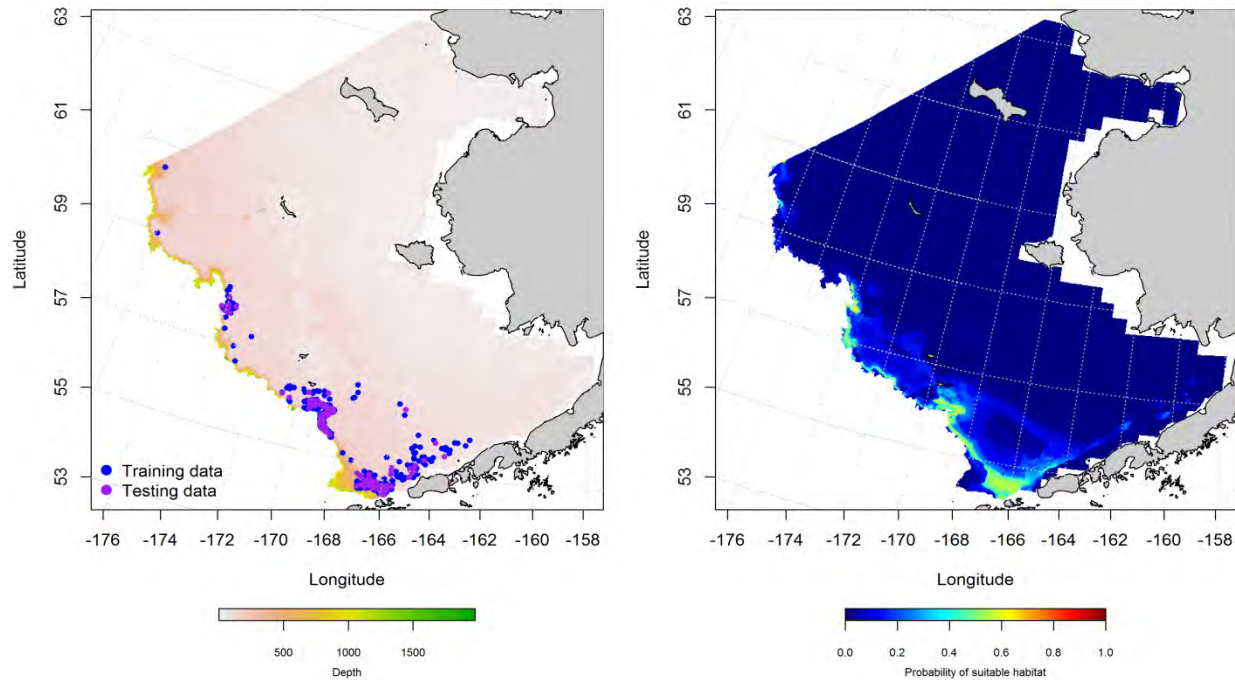 63
61
59
57
55
53
Latitude
Training data
Testing data
-176 -174 -172 -170 -168 -166 -164 -162 -160 -158
Longitude
500 1000 1500
Depth
63
61
59
57
55
53
Latitude
-176 -174 -172 -170 -168 -166 -164 -162 -160 -158
Longitude
0.0 0.2 0.4 0.6 0.8 1.0
Probability of suitable habitat